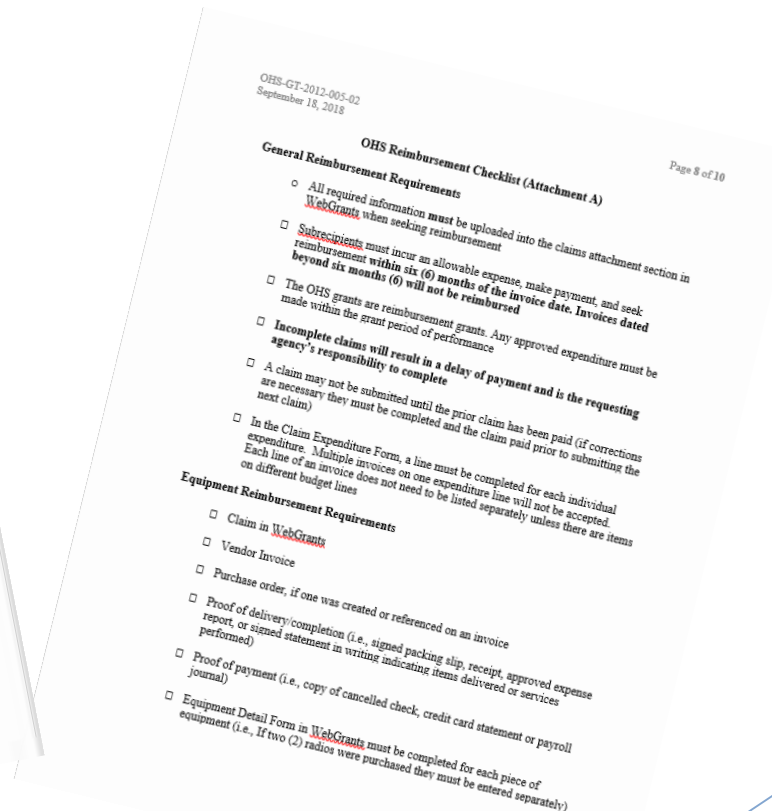 OHS-GT-2012-005-02
September 18, 2018
Page 8 of 10
OHS Reimbursement Checklist (Attachment A)
General Reimbursement Requirements
All required information must be uploaded into the claims attachment section in
WebGrants when seeking reimbursement
Subrecipients must incur an allowable expense, make payment, and seek
reimbursement within six (6) months of the invoice date. Invoices dated
beyond six months (6) will not be reimbursed
The OHS grants are reimbursement grants. Any approved expenditure must be
made within the grant period of performance
Incomplete claims will result in a delay of payment and is the requesting
agency's responsibility to complete
A claim may not be submitted until the prior claim has been paid (if corrections
are necessary they must be completed and the claim paid prior to submitting the
next claim)
In the Claim Expenditure Form, a line must be completed for each individual
expenditure. Multiple invoices on one expenditure line will not be accepted.
Each line of an invoice does not need to be listed separately unless there are items
on different budget lines
Equipment Reimbursement Requirements
Claim in WebGrants
Vendor Invoice
Purchase order, if one was created or referenced on an invoice
Proof of delivery/completion (i.e., signed packing slip, receipt, approved expense
report, or signed statement in writing indicating items delivered or services
performed)
Proof of payment (i.e., copy of cancelled check, credit card statement or payroll
journal)
Equipment Detail Form in WebGrants must be completed for each piece of
equipment (i.e., If two (2) radios were purchased they must be entered separately)